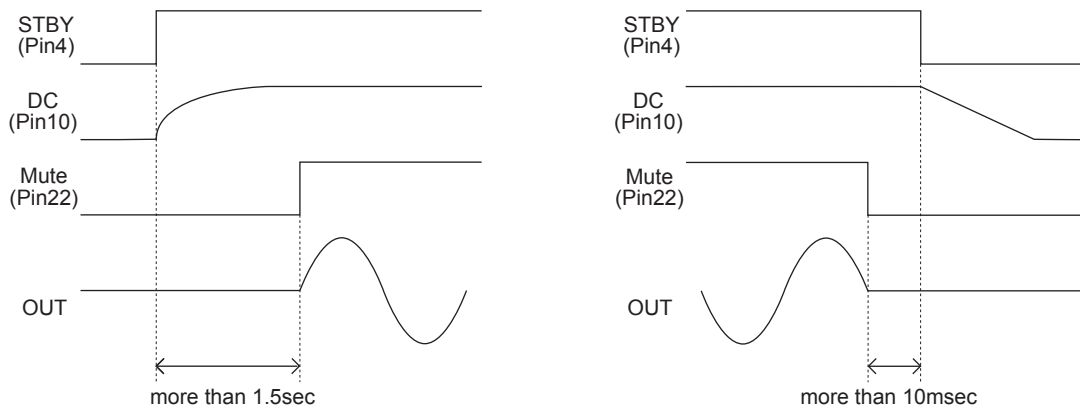 STBY
(Pin4)
DC
(Pin10)
Mute
(Pin22)
OUT
more than 1.5sec
STBY
(Pin4)
DC
(Pin10)
Mute
(Pin22)
OUT
more than 10msec